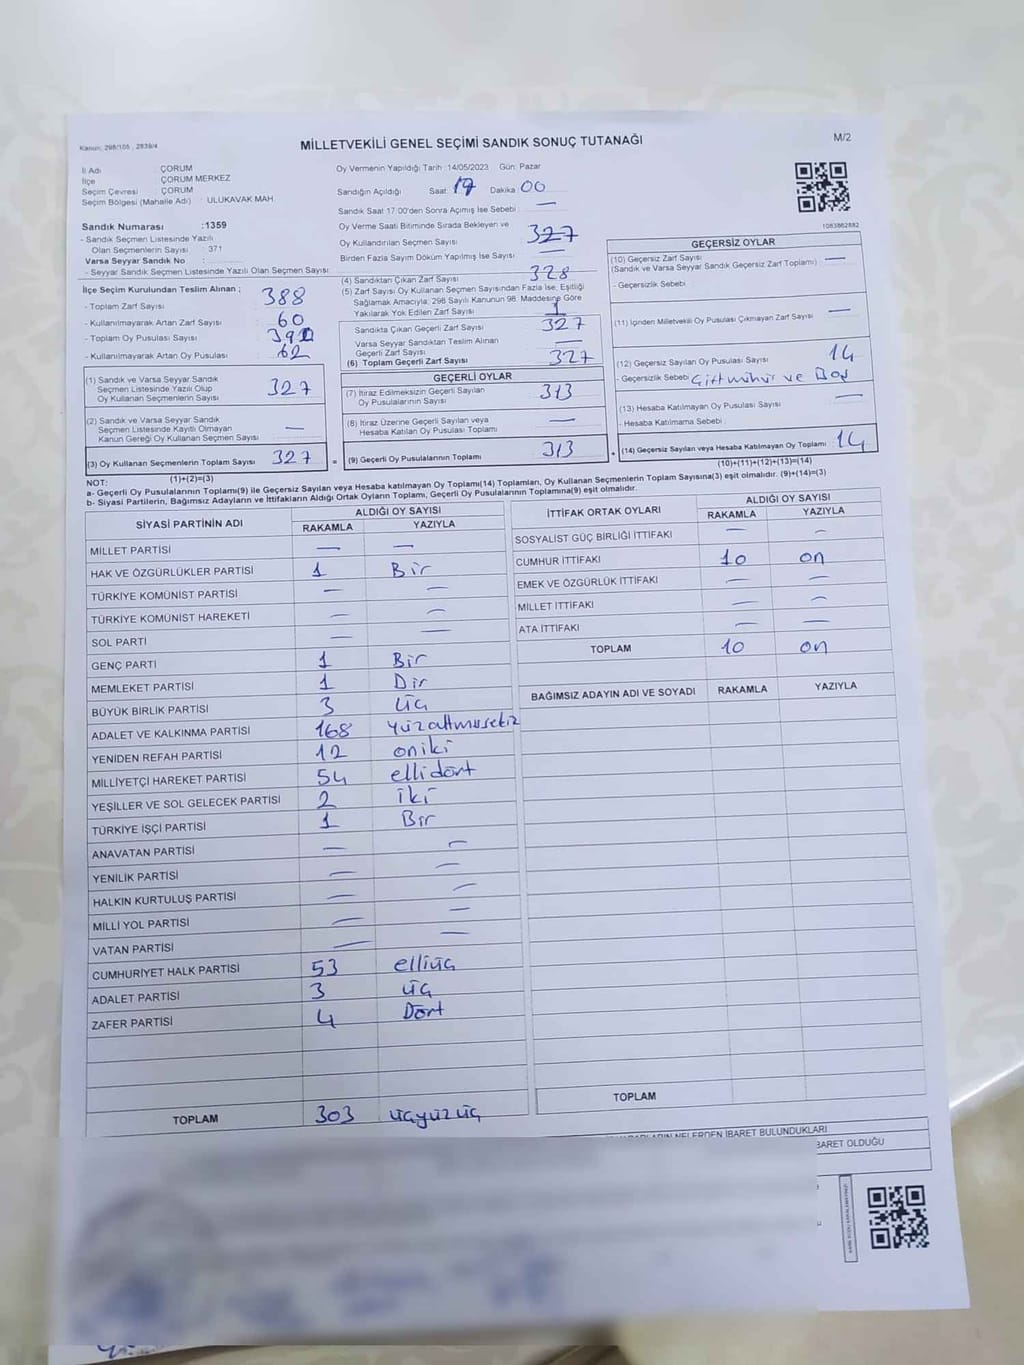 Kanun: 298/105 , 2839/4
MİLLETVEKİLİ GENEL SEÇİMİ SANDIK SONUÇ TUTANAĞI
M/2
İl Adı : ÇORUM
İlçe : ÇORUM MERKEZ
Seçim Çevresi : ÇORUM
Seçim Bölgesi (Mahalle Adı) : ULUKAVAK MAH.
Oy Vermenin Yapıldığı Tarih : 14/05/2023 Gün: Pazar
Sandığın Açıldığı Saat: 17 Dakika 00
Sandık Saat 17:00'den Sonra Açımış İse Sebebi : —
Oy Verme Saati Bitiminde Sırada Bekleyen ve
Oy Kullandırılan Seçmen Sayısı 327
Birden Fazla Sayım Döküm Yapılmış İse Sayısı —
1083862882
Sandık Numarası :1359
- Sandık Seçmen Listesinde Yazılı
Olan Seçmenlerin Sayısı : 371
Varsa Seyyar Sandık No :
- Seyyar Sandık Seçmen Listesinde Yazılı Olan Seçmen Sayısı:
İlçe Seçim Kurulundan Teslim Alınan ;
- Toplam Zarf Sayısı : 388
- Kullanılmayarak Artan Zarf Sayısı : 60
- Toplam Oy Pusulası Sayısı :
- Kullanılmayarak Artan Oy Pusulası : 62
(4) Sandıktan Çıkan Zarf Sayısı 328
(5) Zarf Sayısı Oy Kullanan Seçmen Sayısından Fazla İse, Eşitliği
Sağlamak Amacıyla; 298 Sayılı Kanunun 98. Maddesine Göre
Yakılarak Yok Edilen Zarf Sayısı 1
Sandıkta Çıkan Geçerli Zarf Sayısı 327
Varsa Seyyar Sandıktan Teslim Alınan
Geçerli Zarf Sayısı —
(6) Toplam Geçerli Zarf Sayısı 327
GEÇERSİZ OYLAR
(10) Geçersiz Zarf Sayısı
(Sandık ve Varsa Seyyar Sandık Geçersiz Zarf Toplamı) —
- Geçersizlik Sebebi
(11) İçinden Milletvekili Oy Pusulası Çıkmayan Zarf Sayısı —
(12) Geçersiz Sayılan Oy Pusulası Sayısı 14
- Geçersizlik Sebebi Çift mühür ve
(13) Hesaba Katılmayan Oy Pusulası Sayısı —
- Hesaba Katılmama Sebebi :
(14) Geçersiz Sayılan veya Hesaba Katılmayan Oy Toplamı 14
(10)+(11)+(12)+(13)=(14)
(1) Sandık ve Varsa Seyyar Sandık
Seçmen Listesinde Yazılı Olup
Oy Kullanan Seçmenlerin Sayısı 327
(2) Sandık ve Varsa Seyyar Sandık
Seçmen Listesinde Kayıtlı Olmayan
Kanun Gereği Oy Kullanan Seçmen Sayısı —
(3) Oy Kullanan Seçmenlerin Toplam Sayısı 327
(1)+(2)=(3)
GEÇERLİ OYLAR
(7) İtiraz Edilmeksizin Geçerli Sayılan
Oy Pusulalarının Sayısı 313
(8) İtiraz Üzerine Geçerli Sayılan veya
Hesaba Katılan Oy Pusulası Toplamı —
= (9) Geçerli Oy Pusulalarının Toplamı 313 +
NOT:
a- Geçerli Oy Pusulalarının Toplamı(9) ile Geçersiz Sayılan veya Hesaba Katılmayan Oy Toplamı(14) Toplamları, Oy Kullanan Seçmenlerin Toplam Sayısına(3) eşit olmalıdır. (9)+(14)=(3)
b- Siyasi Partilerin, Bağımsız Adayların ve İttifakların Aldığı Ortak Oyların Toplamı, Geçerli Oy Pusulalarının Toplamına(9) eşit olmalıdır.
SİYASİ PARTİNİN ADI ALDIĞI OY SAYISI
RAKAMLA YAZIYLA
MİLLET PARTİSİ — —
HAK VE ÖZGÜRLÜKLER PARTİSİ 1 Bir
TÜRKİYE KOMÜNİST PARTİSİ — —
TÜRKİYE KOMÜNİST HAREKETİ — —
SOL PARTİ — —
GENÇ PARTİ 1 Bir
MEMLEKET PARTİSİ 1 Bir
BÜYÜK BİRLİK PARTİSİ 3 üç
ADALET VE KALKINMA PARTİSİ 168 yüzaltmışsekiz
YENİDEN REFAH PARTİSİ 12 oniki
MİLLİYETÇİ HAREKET PARTİSİ 54 ellidört
YEŞİLLER VE SOL GELECEK PARTİSİ 2 iki
TÜRKİYE İŞÇİ PARTİSİ 1 Bir
ANAVATAN PARTİSİ — —
YENİLİK PARTİSİ — —
HALKIN KURTULUŞ PARTİSİ — —
MİLLİ YOL PARTİSİ — —
VATAN PARTİSİ — —
CUMHURİYET HALK PARTİSİ 53 elliüç
ADALET PARTİSİ 3 üç
ZAFER PARTİSİ 4 Dört
TOPLAM 303 üçyüzüç
İTTİFAK ORTAK OYLARI ALDIĞI OY SAYISI
RAKAMLA YAZIYLA
SOSYALİST GÜÇ BİRLİĞİ İTTİFAKI — —
CUMHUR İTTİFAKI 10 on
EMEK VE ÖZGÜRLÜK İTTİFAKI — —
MİLLET İTTİFAKI — —
ATA İTTİFAKI — —
TOPLAM 10 on
BAĞIMSIZ ADAYIN ADI VE SOYADI RAKAMLA YAZIYLA
TOPLAM
NELERDEN İBARET BULUNDUKLARI
İBARET OLDUĞU